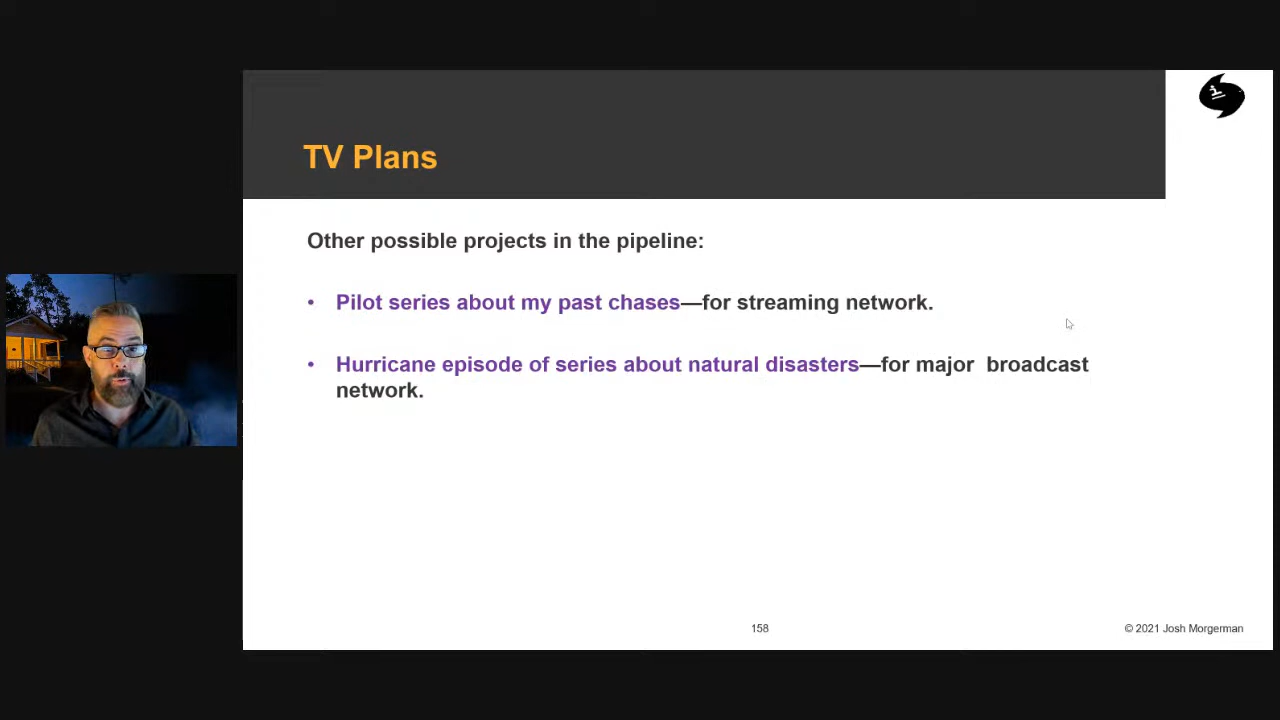 TV Plans
Other possible projects in the pipeline:
• Pilot series about my past chases—for streaming network.
• Hurricane episode of series about natural disasters—for major  broadcast
network.
158
© 2021 Josh Morgerman